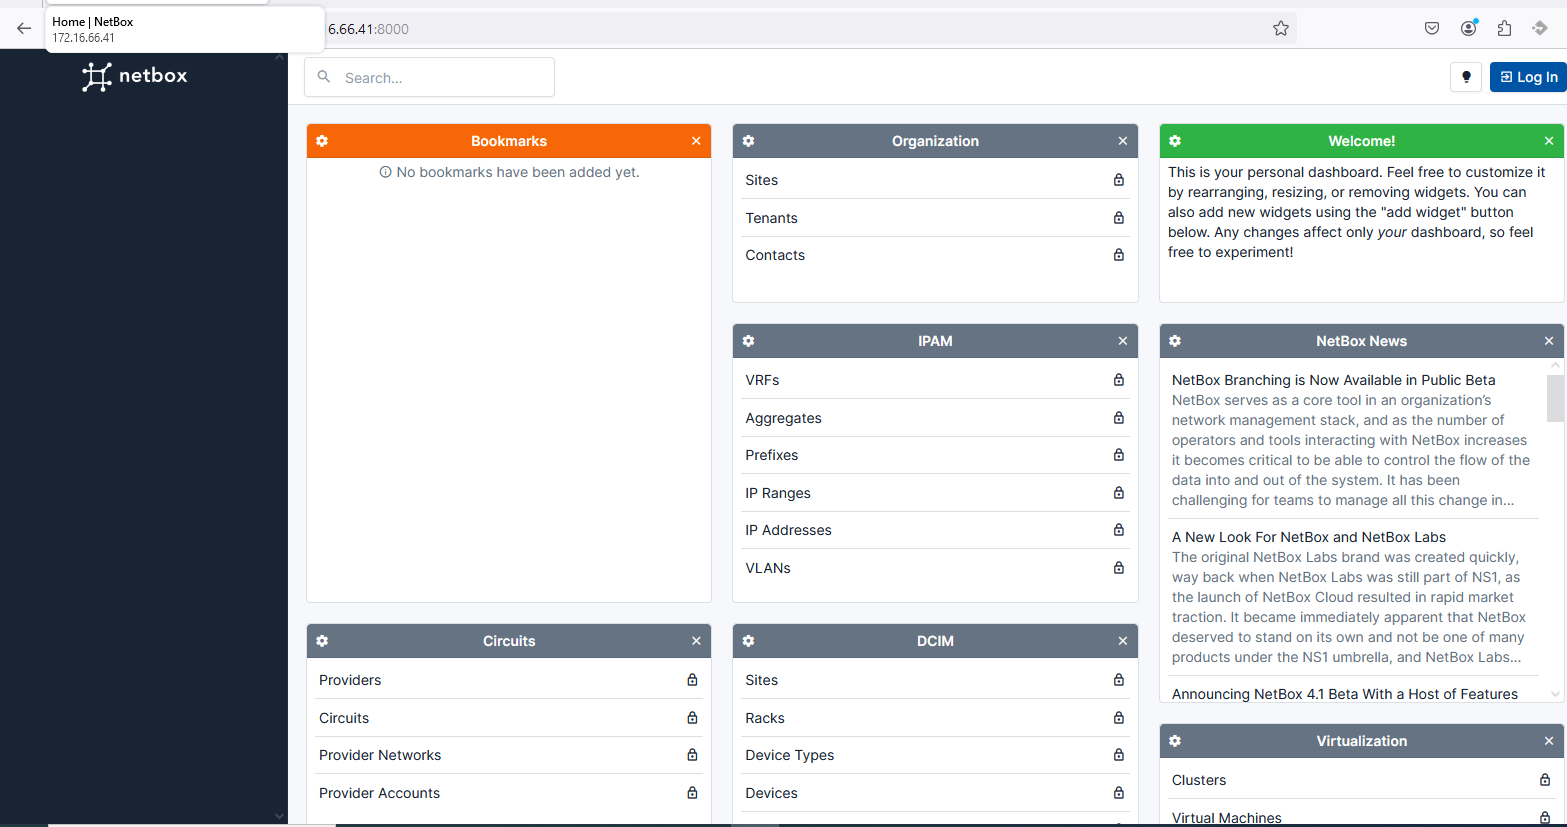 Home | NetBox
172.16.66.41
6.66.41:8000
netbox
Search...
Log In
Bookmarks
No bookmarks have been added yet.
Organization
Sites
Tenants
Contacts
Welcome!
This is your personal dashboard. Feel free to customize it
by rearranging, resizing, or removing widgets. You can
also add new widgets using the "add widget" button
below. Any changes affect only your dashboard, so feel
free to experiment!
IPAM
VRFs
Aggregates
Prefixes
IP Ranges
IP Addresses
VLANs
NetBox News
NetBox Branching is Now Available in Public Beta
NetBox serves as a core tool in an organization's
network management stack, and as the number of
operators and tools interacting with NetBox increases
it becomes critical to be able to control the flow of the
data into and out of the system. It has been
challenging for teams to manage all this change in...
A New Look For NetBox and NetBox Labs
The original NetBox Labs brand was created quickly,
way back when NetBox Labs was still part of NS1, as
the launch of NetBox Cloud resulted in rapid market
traction. It became immediately apparent that NetBox
deserved to stand on its own and not be one of many
products under the NS1 umbrella, and NetBox Labs...
Announcing NetBox 4.1 Beta With a Host of Features
Circuits
Providers
Circuits
Provider Networks
Provider Accounts
DCIM
Sites
Racks
Device Types
Devices
Virtualization
Clusters
Virtual Machines